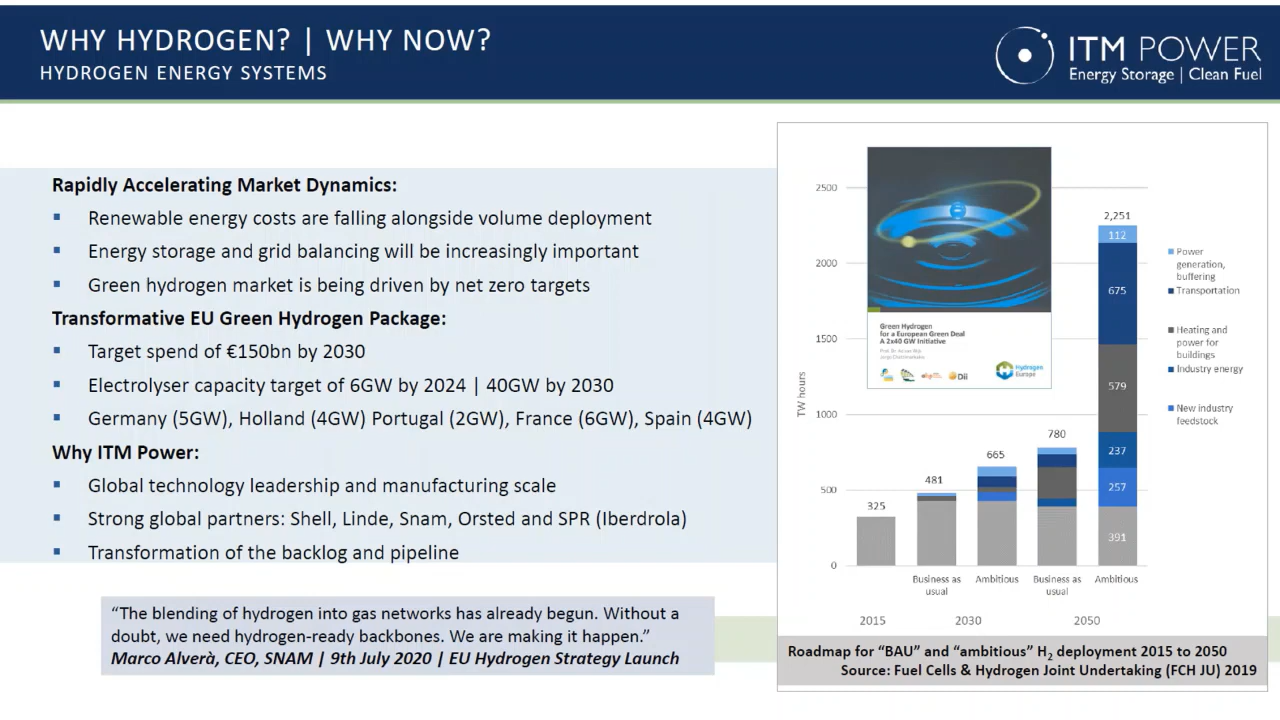 WHY HYDROGEN? | WHY NOW?
HYDROGEN ENERGY SYSTEMS
ITM POWER
Energy Storage | Clean Fuel
Rapidly Accelerating Market Dynamics:
▪ Renewable energy costs are falling alongside volume deployment
▪ Energy storage and grid balancing will be increasingly important
▪ Green hydrogen market is being driven by net zero targets
Transformative EU Green Hydrogen Package:
▪ Target spend of €150bn by 2030
▪ Electrolyser capacity target of 6GW by 2024 | 40GW by 2030
▪ Germany (5GW), Holland (4GW) Portugal (2GW), France (6GW), Spain (4GW)
Why ITM Power:
▪ Global technology leadership and manufacturing scale
▪ Strong global partners: Shell, Linde, Snam, Orsted and SPR (Iberdrola)
▪ Transformation of the backlog and pipeline
“The blending of hydrogen into gas networks has already begun. Without a
doubt, we need hydrogen-ready backbones. We are making it happen.”
Marco Alverà, CEO, SNAM | 9th July 2020 | EU Hydrogen Strategy Launch
TW hours
2500
2000
1500
1000
500
0
Green Hydrogen
for a European Green Deal
A 2x40 GW Initiative
Dii
Hydrogen
Europe
325
481
665
780
2,251
112
675
579
237
257
391
Business as
usual
Ambitious
Business as
usual
Ambitious
2015
2030
2050
Power
generation,
buffering
Transportation
Heating and
power for
buildings
Industry energy
New industry
feedstock
Roadmap for “BAU” and “ambitious” H₂ deployment 2015 to 2050
Source: Fuel Cells & Hydrogen Joint Undertaking (FCH JU) 2019